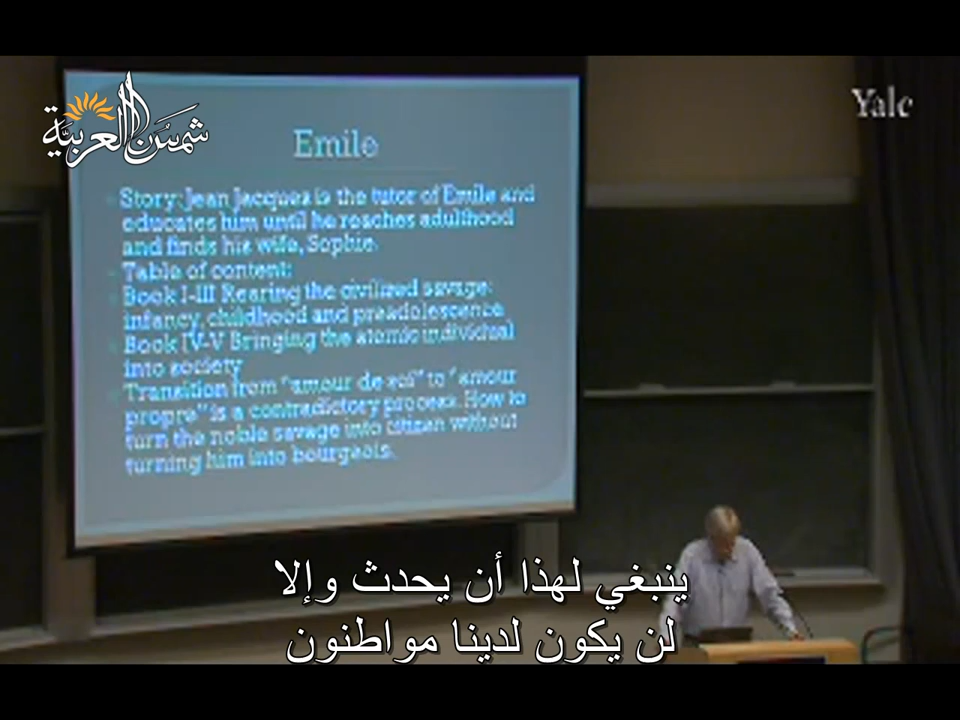 شمس العربية
Yale
Emile
Story: Jean Jacques is the tutor of Emile and
educates him until he reaches adulthood
and finds his wife, Sophie.
Table of content:
Book I-III Rearing the civilized savage:
infancy, childhood and preadolescence
Book IV-V Bringing the atomic individual
into society
Transition from "amour de soi" to "amour
propre" is a contradictory process. How to
turn the noble savage into citizen without
turning him into bourgeois.
ينبغي لهذا أن يحدث وإلا
لن يكون لدينا مواطنون